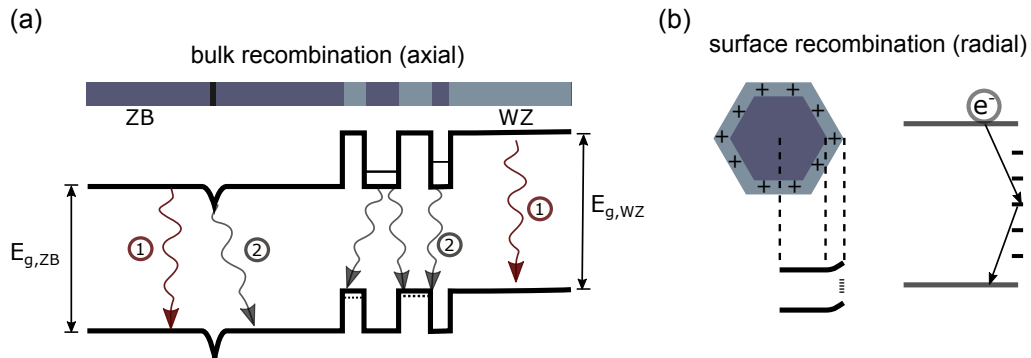 (a)
bulk recombination (axial)
ZB
WZ
E_g,ZB
1
2
2
1
E_g,WZ
(b)
surface recombination (radial)
+ + + + + + + + + +
e⁻